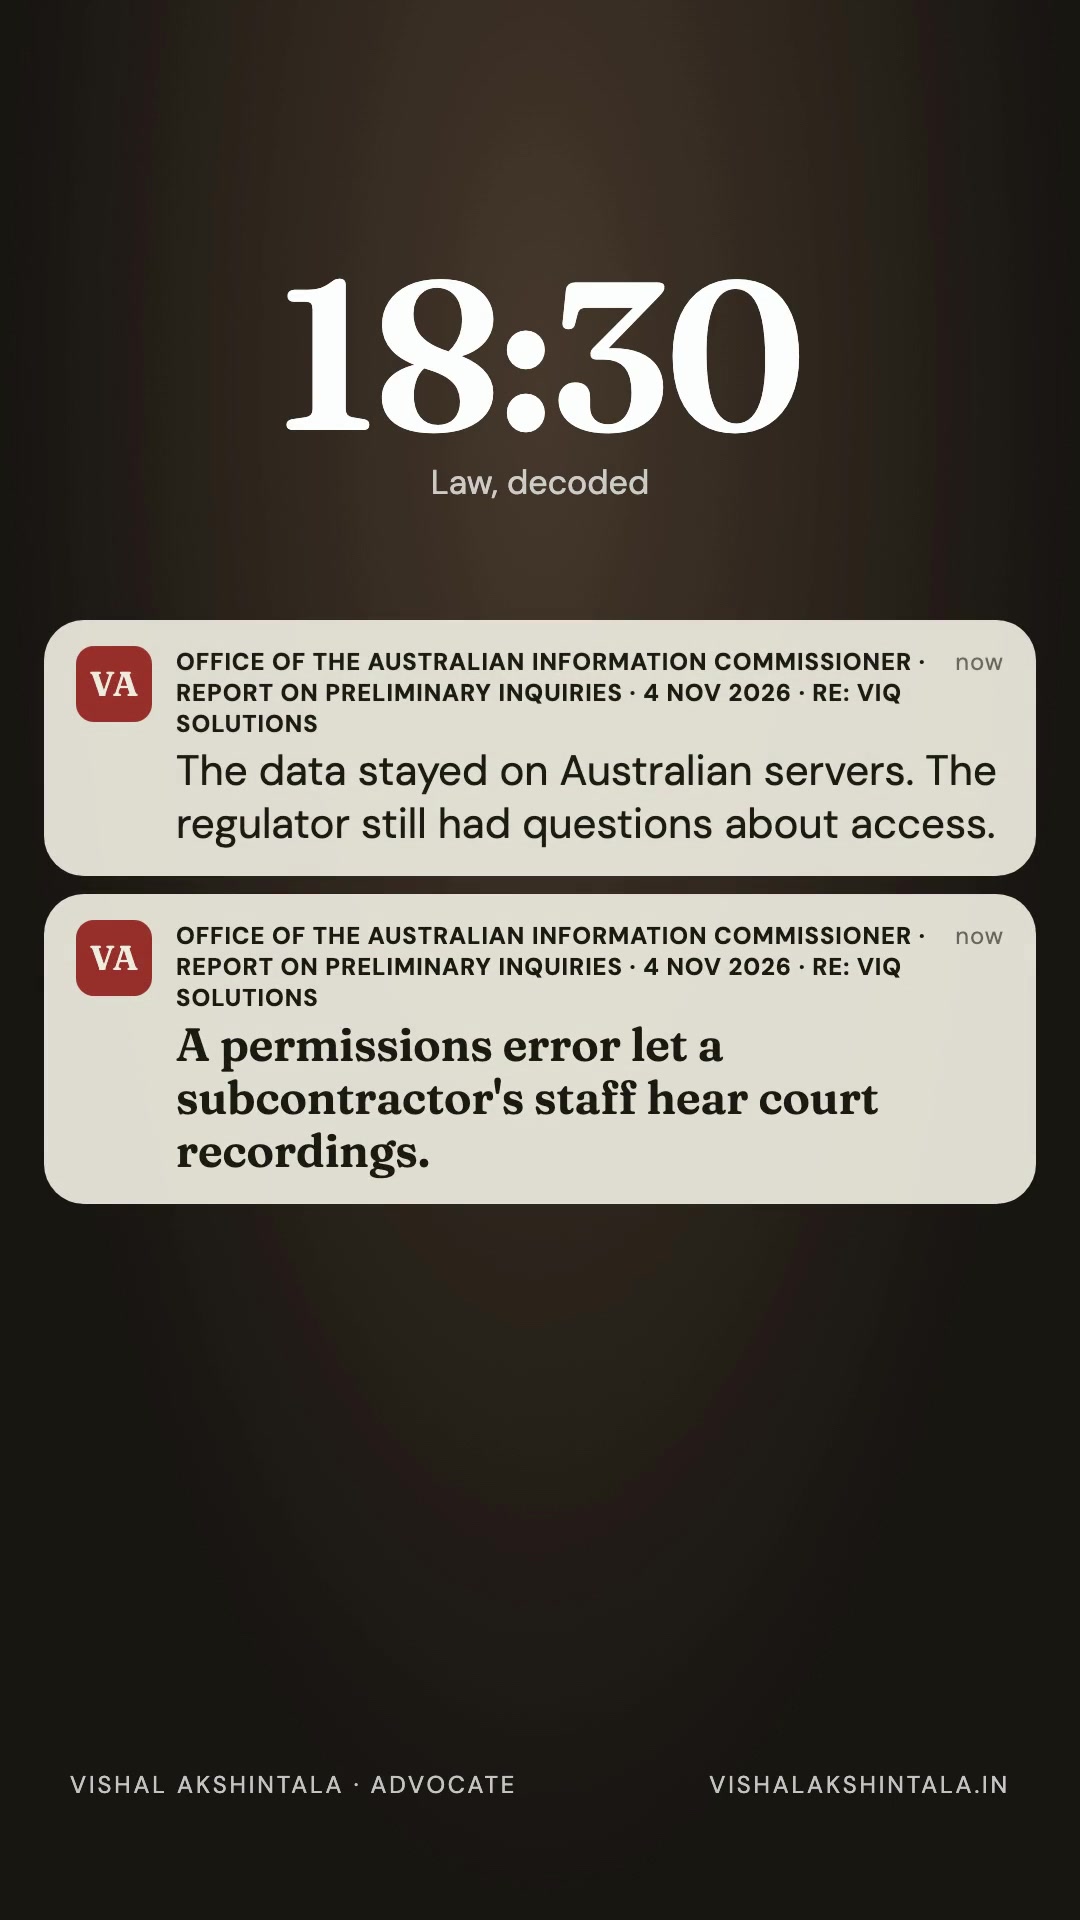 18:30
Law, decoded
VA
OFFICE OF THE AUSTRALIAN INFORMATION COMMISSIONER · now
REPORT ON PRELIMINARY INQUIRIES · 4 NOV 2026 · RE: VIQ
SOLUTIONS
The data stayed on Australian servers. The
regulator still had questions about access.
VA
OFFICE OF THE AUSTRALIAN INFORMATION COMMISSIONER · now
REPORT ON PRELIMINARY INQUIRIES · 4 NOV 2026 · RE: VIQ
SOLUTIONS
A permissions error let a
subcontractor's staff hear court
recordings.
VISHAL AKSHINTALA · ADVOCATE
VISHALAKSHINTALA.IN